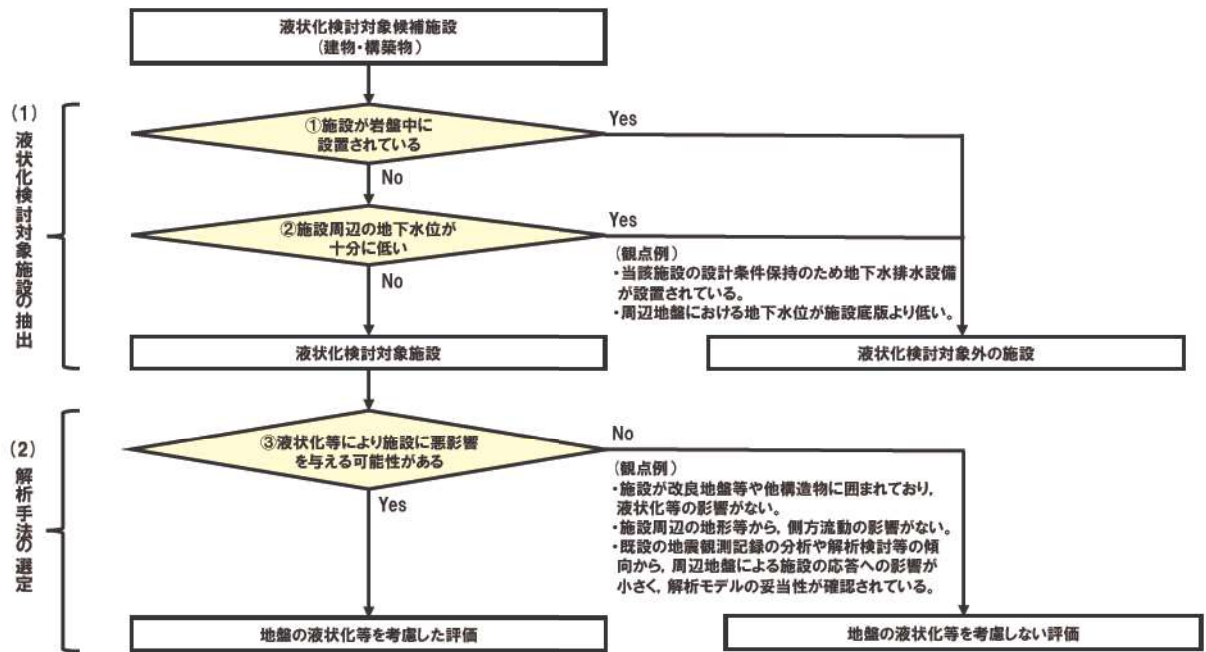 液状化検討対象候補施設
(建物・構築物)
(1)
液状化検討対象施設の抽出
①施設が岩盤中に
設置されている
Yes
No
②施設周辺の地下水位が
十分に低い
Yes
(観点例)
・当該施設の設計条件保持のため地下水排水設備
が設置されている。
・周辺地盤における地下水位が施設底版より低い。
No
液状化検討対象施設
液状化検討対象外の施設
(2)
解析手法の選定
③液状化等により施設に悪影響
を与える可能性がある
No
(観点例)
・施設が改良地盤等や他構造物に囲まれており,
液状化等の影響がない。
・施設周辺の地形等から, 側方流動の影響がない。
・既設の地震観測記録の分析や解析検討等の傾
向から, 周辺地盤による施設の応答への影響が
小さく, 解析モデルの妥当性が確認されている。
Yes
地盤の液状化等を考慮した評価
地盤の液状化等を考慮しない評価